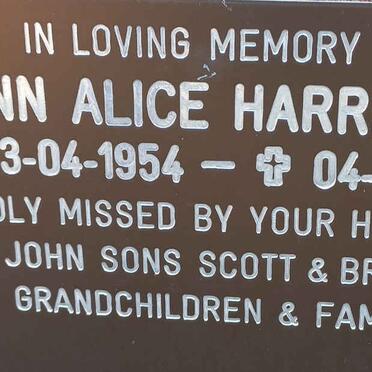 IN LOVING MEMORY
NN ALICE HARR
3-04-1954 – ✠ 04-
DLY MISSED BY YOUR H
JOHN SONS SCOTT & BR
GRANDCHILDREN & FAM